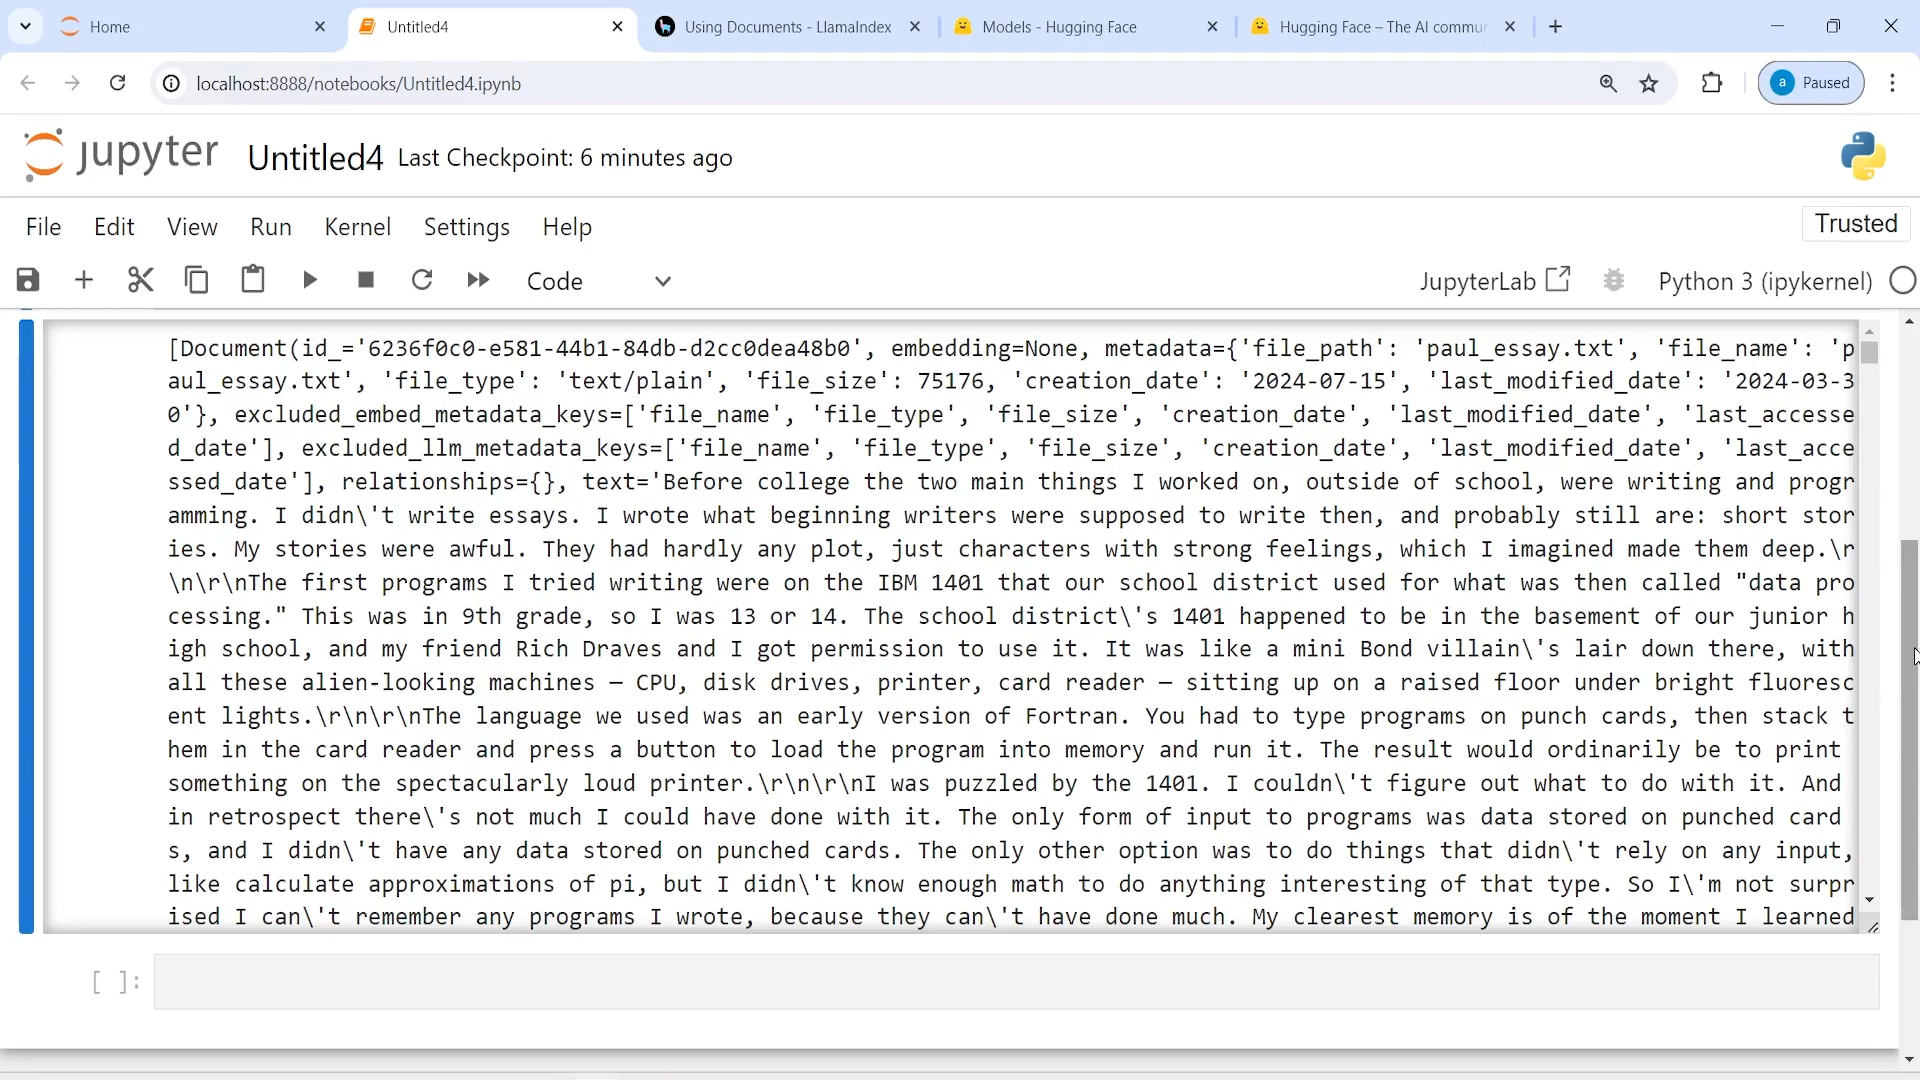 Home
Untitled4
Using Documents - LlamaIndex
Models - Hugging Face
Hugging Face – The AI commu
localhost:8888/notebooks/Untitled4.ipynb
a
Paused
jupyter
Untitled4
Last Checkpoint: 6 minutes ago
File
Edit
View
Run
Kernel
Settings
Help
Trusted
Code
JupyterLab
Python 3 (ipykernel)
[Document(id_='6236f0c0-e581-44b1-84db-d2cc0dea48b0', embedding=None, metadata={'file_path': 'paul_essay.txt', 'file_name': 'p
aul_essay.txt', 'file_type': 'text/plain', 'file_size': 75176, 'creation_date': '2024-07-15', 'last_modified_date': '2024-03-3
0'}, excluded_embed_metadata_keys=['file_name', 'file_type', 'file_size', 'creation_date', 'last_modified_date', 'last_accesse
d_date'], excluded_llm_metadata_keys=['file_name', 'file_type', 'file_size', 'creation_date', 'last_modified_date', 'last_acce
ssed_date'], relationships={}, text='Before college the two main things I worked on, outside of school, were writing and progr
amming. I didn\'t write essays. I wrote what beginning writers were supposed to write then, and probably still are: short stor
ies. My stories were awful. They had hardly any plot, just characters with strong feelings, which I imagined made them deep.\r
\n\r\nThe first programs I tried writing were on the IBM 1401 that our school district used for what was then called "data pro
cessing." This was in 9th grade, so I was 13 or 14. The school district\'s 1401 happened to be in the basement of our junior h
igh school, and my friend Rich Draves and I got permission to use it. It was like a mini Bond villain\'s lair down there, with
all these alien-looking machines — CPU, disk drives, printer, card reader — sitting up on a raised floor under bright fluoresc
ent lights.\r\n\r\nThe language we used was an early version of Fortran. You had to type programs on punch cards, then stack t
hem in the card reader and press a button to load the program into memory and run it. The result would ordinarily be to print
something on the spectacularly loud printer.\r\n\r\nI was puzzled by the 1401. I couldn\'t figure out what to do with it. And
in retrospect there\'s not much I could have done with it. The only form of input to programs was data stored on punched card
s, and I didn\'t have any data stored on punched cards. The only other option was to do things that didn\'t rely on any input,
like calculate approximations of pi, but I didn\'t know enough math to do anything interesting of that type. So I\'m not surpr
ised I can\'t remember any programs I wrote, because they can\'t have done much. My clearest memory is of the moment I learned
[ ]: